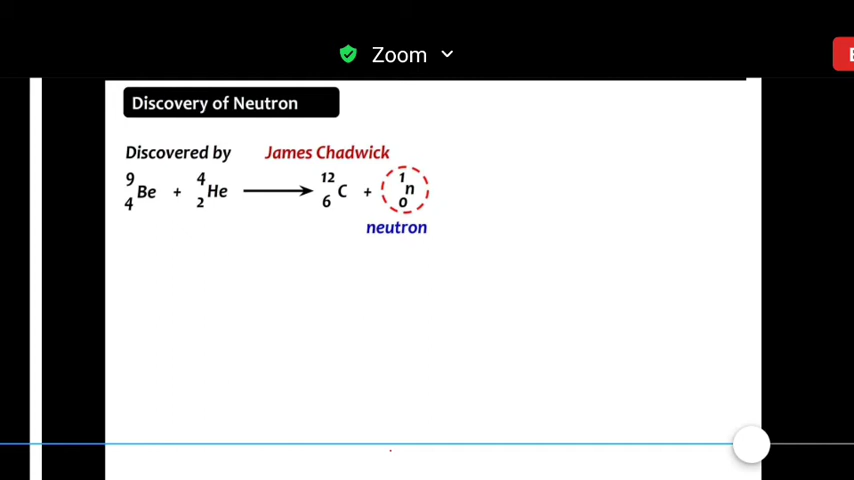 Zoom
Discovery of Neutron
Discovered by James Chadwick
⁹₄Be + ⁴₂He ⟶ ¹²₆C + ¹₀n
neutron